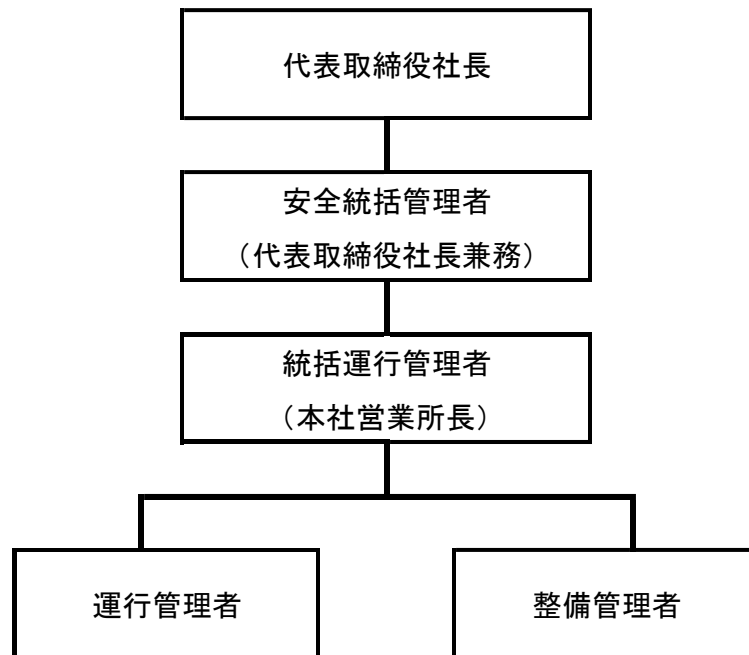 代表取締役社長
安全統括管理者
（代表取締役社長兼務）
統括運行管理者
（本社営業所長）
運行管理者
整備管理者